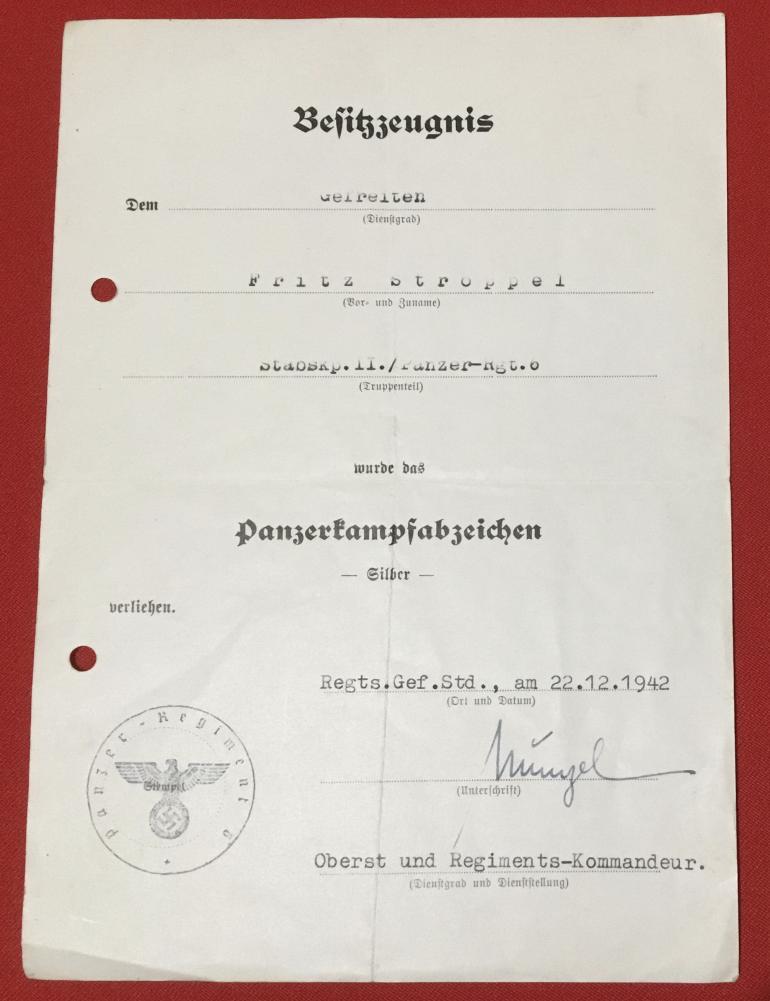 Besitzzeugnis
Dem Gefreiten
(Dienstgrad)
Fritz Stroppel
(Vor- und Zuname)
Stabskp.II./Panzer-Rgt.6
(Truppenteil)
wurde das
Panzerkampfabzeichen
— Silber —
verliehen.
Regts.Gef.Std., am 22.12.1942
(Ort und Datum)
Panzer-Regiment 6
Stempel
(Unterschrift)
Oberst und Regiments-Kommandeur.
(Dienstgrad und Dienststellung)